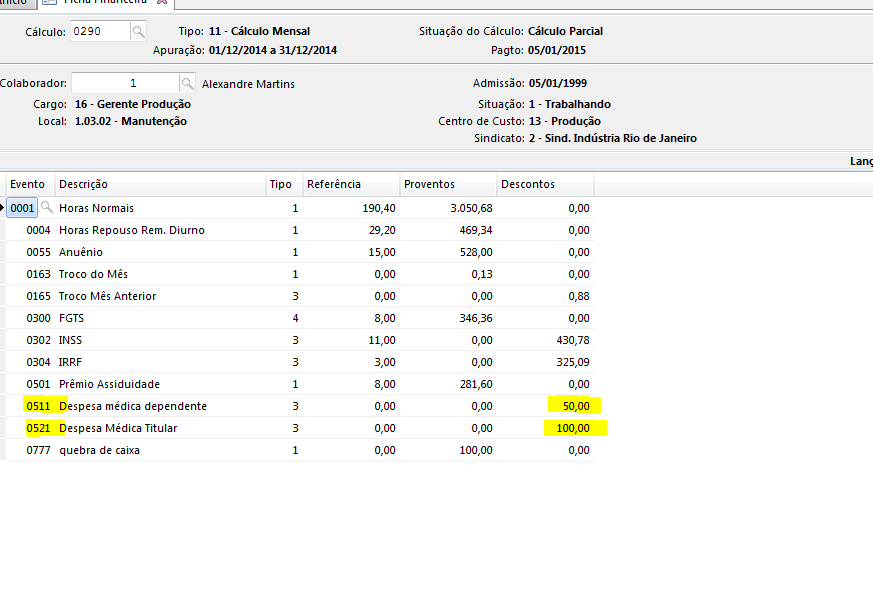 Início Ficha Financeira
Cálculo: 0290 Tipo: 11 - Cálculo Mensal Situação do Cálculo: Cálculo Parcial
Apuração: 01/12/2014 a 31/12/2014 Pagto: 05/01/2015
Colaborador: 1 Alexandre Martins Admissão: 05/01/1999
Cargo: 16 - Gerente Produção Situação: 1 - Trabalhando
Local: 1.03.02 - Manutenção Centro de Custo: 13 - Produção
Sindicato: 2 - Sind. Indústria Rio de Janeiro
Lanç
Evento Descrição Tipo Referência Proventos Descontos
0001 Horas Normais 1 190,40 3.050,68 0,00
0004 Horas Repouso Rem. Diurno 1 29,20 469,34 0,00
0055 Anuênio 1 15,00 528,00 0,00
0163 Troco do Mês 1 0,00 0,13 0,00
0165 Troco Mês Anterior 3 0,00 0,00 0,88
0300 FGTS 4 8,00 346,36 0,00
0302 INSS 3 11,00 0,00 430,78
0304 IRRF 3 3,00 0,00 325,09
0501 Prêmio Assiduidade 1 8,00 281,60 0,00
0511 Despesa médica dependente 3 0,00 0,00 50,00
0521 Despesa Médica Titular 3 0,00 0,00 100,00
0777 quebra de caixa 1 0,00 100,00 0,00